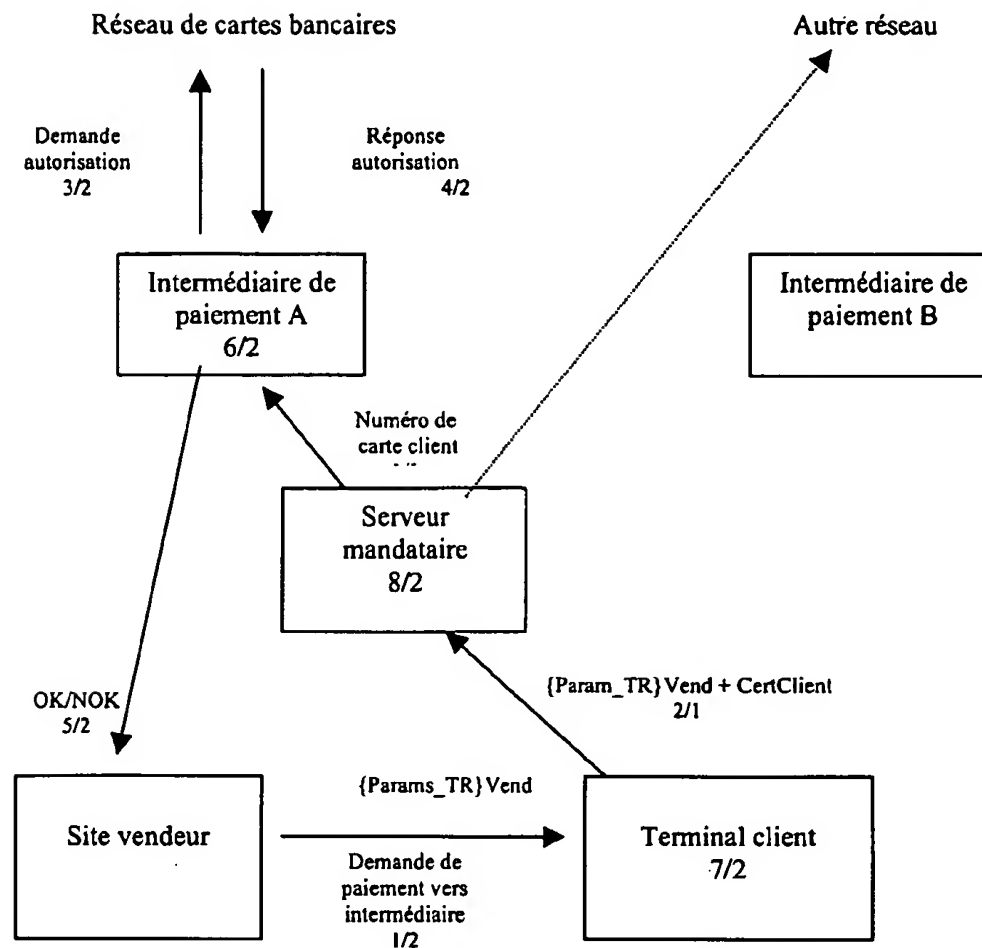 Réseau de cartes bancaires
Autre réseau
Demande
autorisation
3/2
Réponse
autorisation
4/2
Intermédiaire de
paiement A
6/2
Intermédiaire de
paiement B
Numéro de
carte client
Serveur
mandataire
8/2
{Param_TR}Vend + CertClient
2/1
OK/NOK
5/2
{Params_TR}Vend
Site vendeur
Terminal client
7/2
Demande de
paiement vers
intermédiaire
1/2